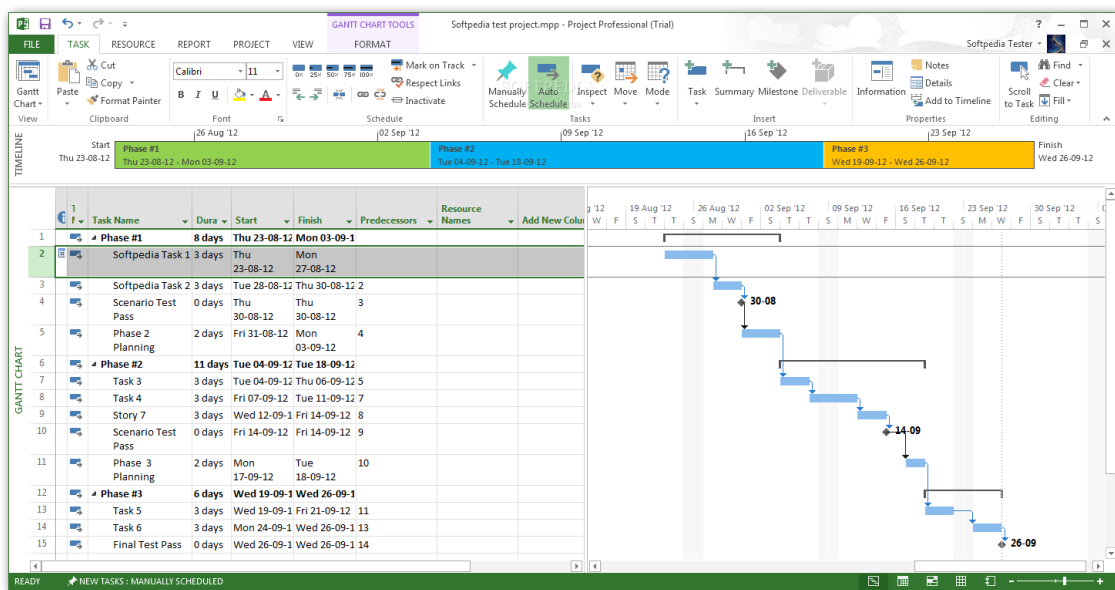 GANTT CHART TOOLS
Softpedia test project.mpp - Project Professional (Trial)
FILE TASK RESOURCE REPORT PROJECT VIEW FORMAT
Softpedia Tester
Gantt Chart
View
Paste
Cut
Copy
Format Painter
Clipboard
Calibri 11
B I U A
Font
0% 25% 50% 75% 100%
Mark on Track
Respect Links
Inactivate
Schedule
Manually Schedule
Auto Schedule
Inspect Move Mode
Tasks
Task Summary Milestone Deliverable
Insert
Information
Notes
Details
Add to Timeline
Properties
Scroll to Task
Find
Clear
Fill
Editing
TIMELINE
26 Aug '12 02 Sep '12 09 Sep '12 16 Sep '12 23 Sep '12
Start
Thu 23-08-12
Phase #1
Thu 23-08-12 - Mon 03-09-12
Phase #2
Tue 04-09-12 - Tue 18-09-12
Phase #3
Wed 19-09-12 - Wed 26-09-12
Finish
Wed 26-09-12
Task Name Dura Start Finish Predecessors Resource Names Add New Colu
19 Aug '12 26 Aug '12 02 Sep '12 09 Sep '12 16 Sep '12 23 Sep '12 30 Sep '12
W F S T T S M W F S T T S M W F S T T S M W F S T T
1 Phase #1 8 days Thu 23-08-12 Mon 03-09-1
2 Softpedia Task 1 3 days Thu 23-08-12 Mon 27-08-12
3 Softpedia Task 2 3 days Tue 28-08-12 Thu 30-08-12 2
4 Scenario Test Pass 0 days Thu 30-08-12 Thu 30-08-12 3
30-08
5 Phase 2 Planning 2 days Fri 31-08-12 Mon 03-09-12 4
6 Phase #2 11 days Tue 04-09-12 Tue 18-09-12
7 Task 3 3 days Tue 04-09-12 Thu 06-09-12 5
8 Task 4 3 days Fri 07-09-12 Tue 11-09-12 7
9 Story 7 3 days Wed 12-09-1 Fri 14-09-12 8
10 Scenario Test Pass 0 days Fri 14-09-12 Fri 14-09-12 9
14-09
11 Phase 3 Planning 2 days Mon 17-09-12 Tue 18-09-12 10
12 Phase #3 6 days Wed 19-09-1 Wed 26-09-1
13 Task 5 3 days Wed 19-09-1 Fri 21-09-12 11
14 Task 6 3 days Mon 24-09-1 Wed 26-09-1 13
15 Final Test Pass 0 days Wed 26-09-1 Wed 26-09-1 14
26-09
GANTT CHART
READY NEW TASKS : MANUALLY SCHEDULED